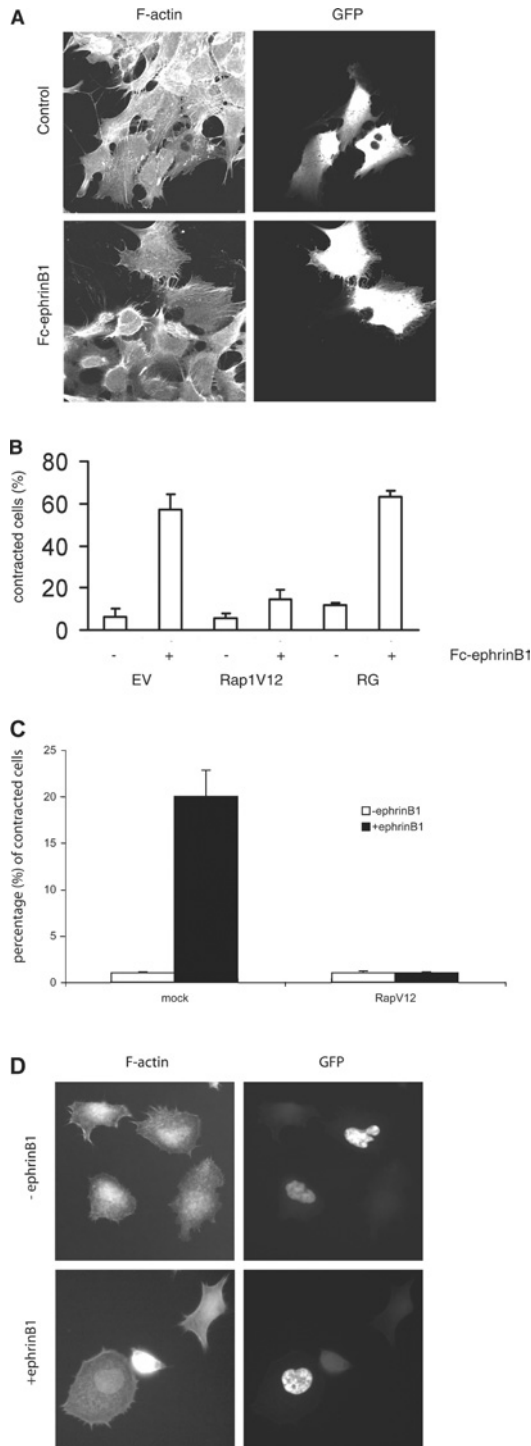 A
F-actin GFP
Control
Fc-ephrinB1
B
contracted cells (%)
80
60
40
20
0
- + - + - + Fc-ephrinB1
EV Rap1V12 RG
C
percentage (%) of contracted cells
25
20
15
10
5
0
-ephrinB1
+ephrinB1
mock RapV12
D
F-actin GFP
- ephrinB1
+ephrinB1